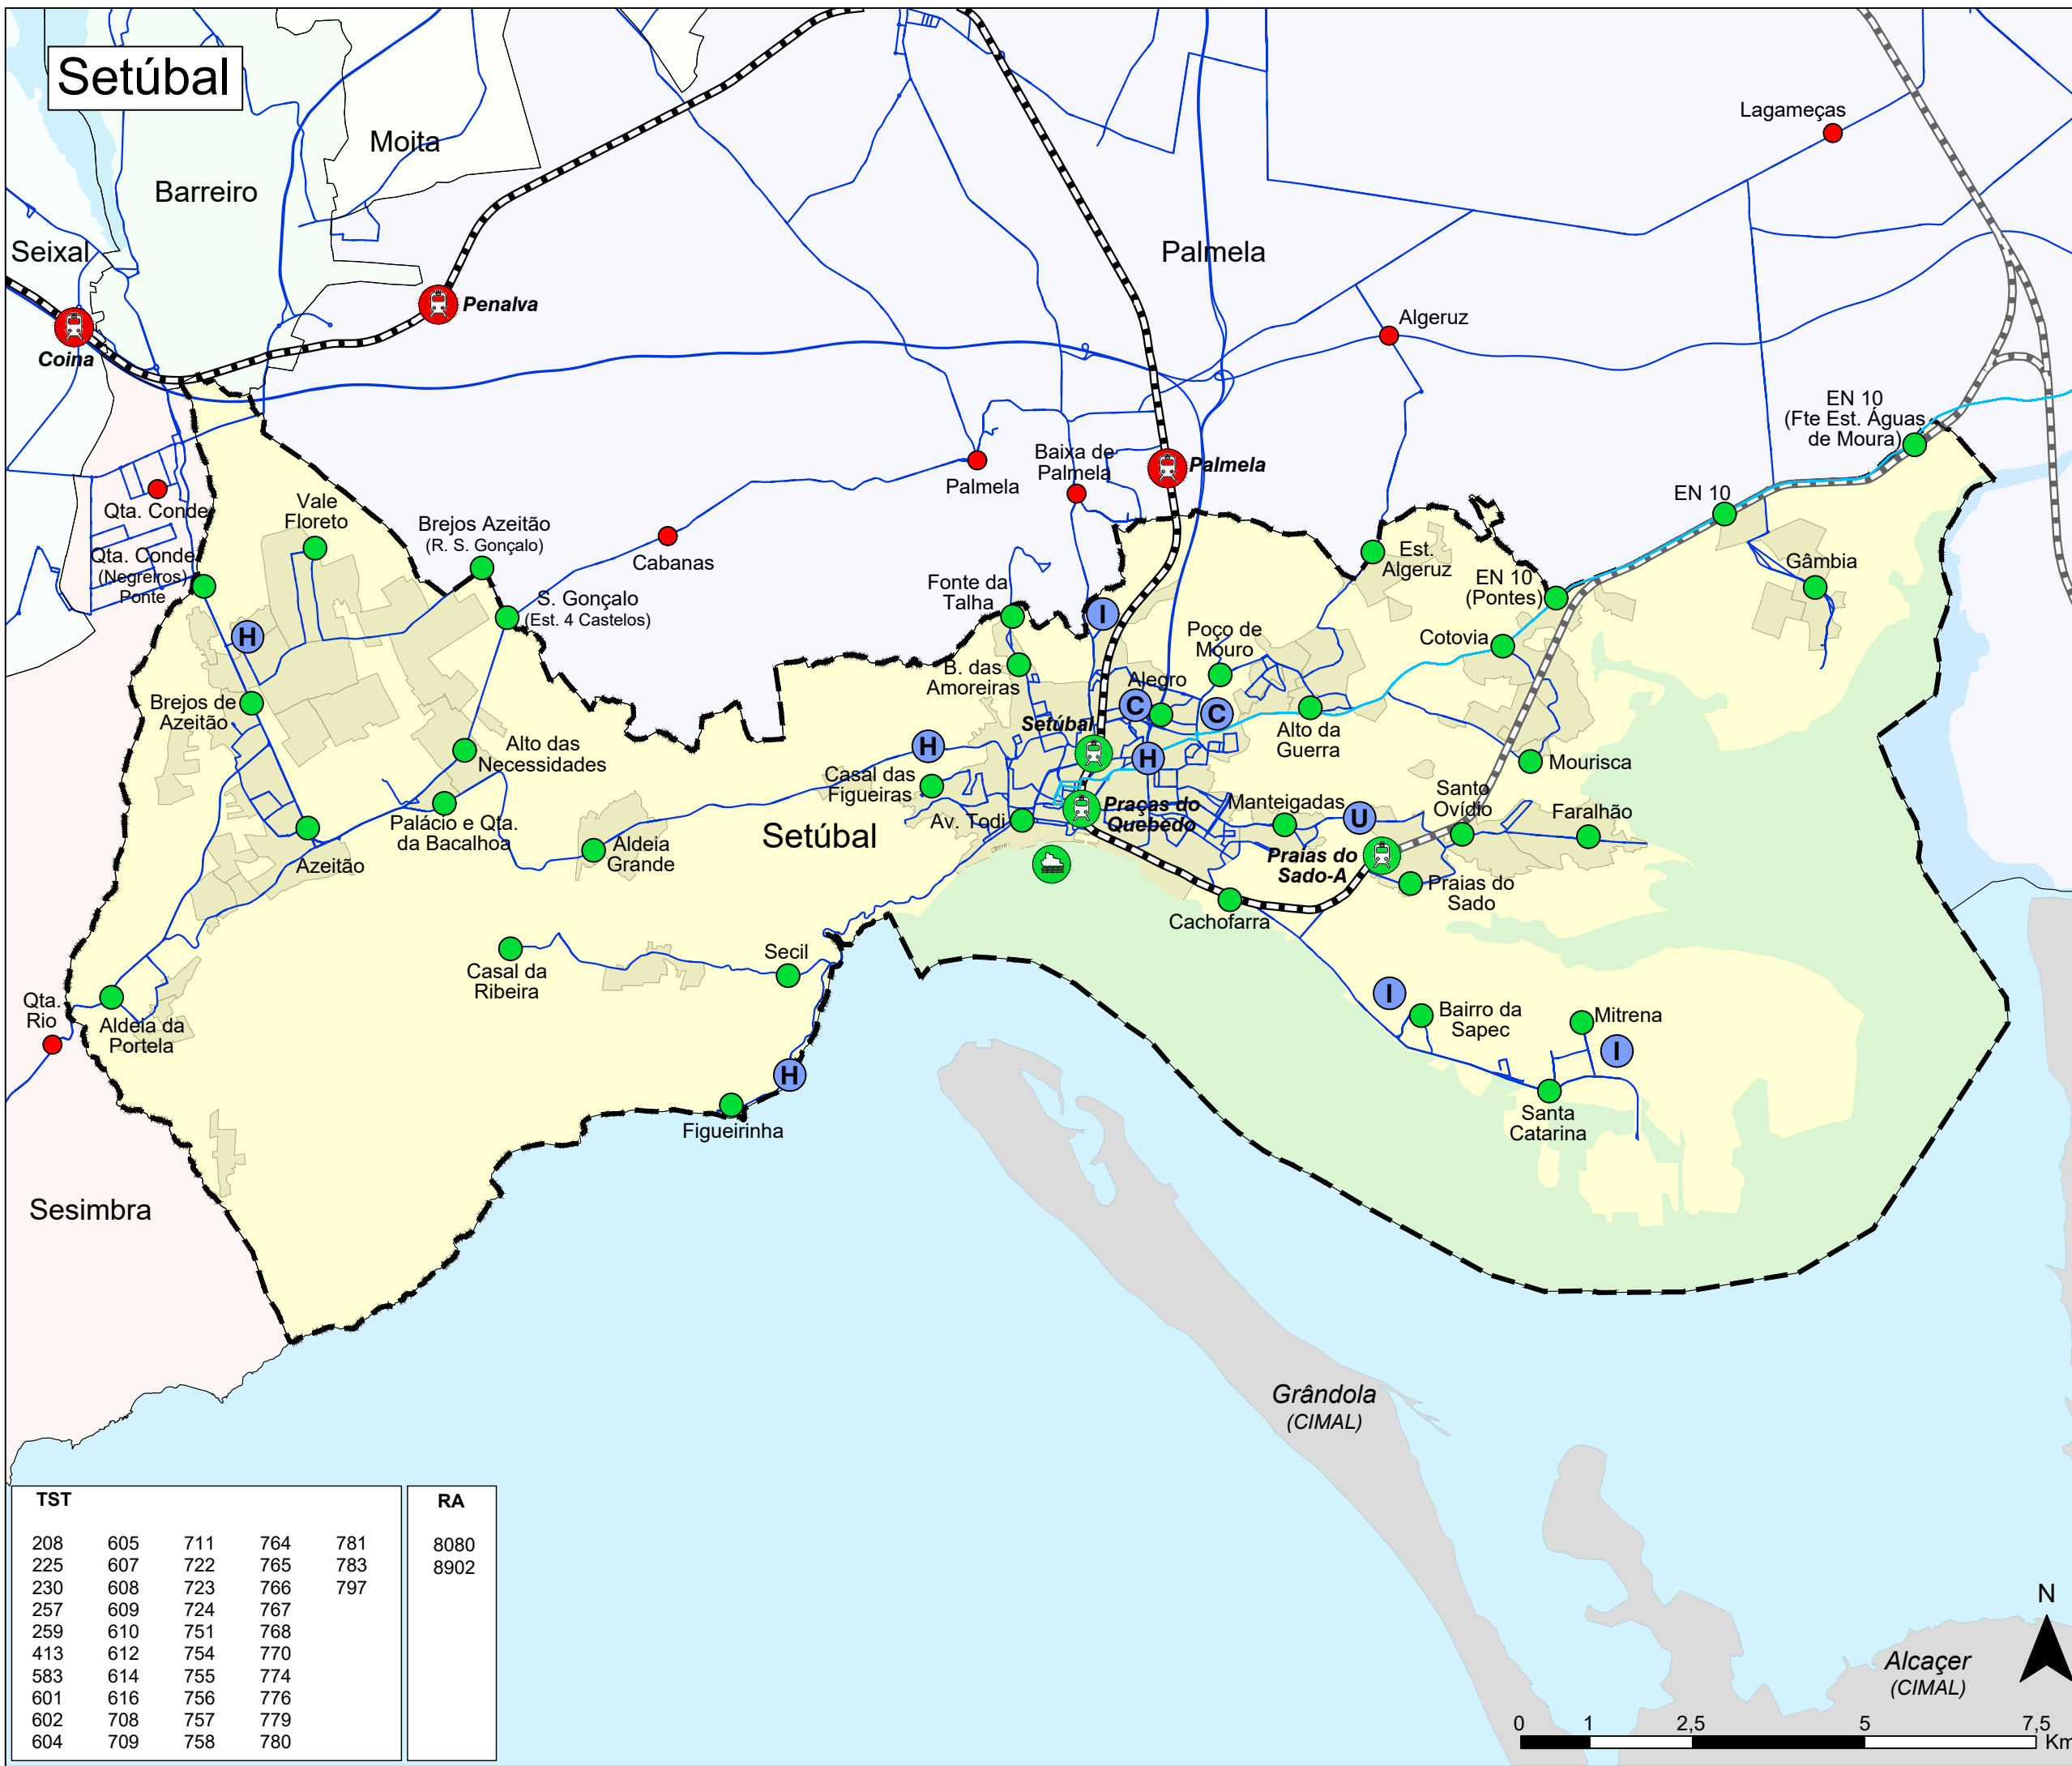 Setúbal
Moita
Barreiro
Seixal
Palmela
Lagameças
Penalva
Coina
Algeruz
EN 10
(Fte Est. Águas
de Moura)
Qta. Conde
Vale
Floreto
Brejos Azeitão
(R. S. Gonçalo)
Palmela
Baixa de
Palmela
Palmela
EN 10
Qta. Conde
(Negreiros)
Ponte
Cabanas
Est.
Algeruz
Gâmbia
S. Gonçalo
(Est. 4 Castelos)
Fonte da
Talha
I
EN 10
(Pontes)
H
Poço de
Mouro
Cotovia
B. das
Amoreiras
Alegro
Brejos de
Azeitão
C
C
Setúbal
Alto da
Guerra
Alto das
Necessidades
H
H
Mourisca
Casal das
Figueiras
Manteigadas
Santo
Ovídio
Faralhão
Palácio e Qta.
da Bacalhoa
Setúbal
Av. Todi
Praças do
Quebedo
U
Azeitão
Aldeia
Grande
Praias do
Sado-A
Praias do
Sado
Cachofarra
Casal da
Ribeira
Secil
Qta.
Rio
Aldeia da
Portela
I
Bairro da
Sapec
Mitrena
I
H
Figueirinha
Santa
Catarina
Sesimbra
Grândola
(CIMAL)
Alcaçer
(CIMAL)
N
TST
208 605 711 764 781
225 607 722 765 783
230 608 723 766 797
257 609 724 767
259 610 751 768
413 612 754 770
583 614 755 774
601 616 756 776
602 708 757 779
604 709 758 780
RA
8080
8902
0 1 2,5 5 7,5
Km